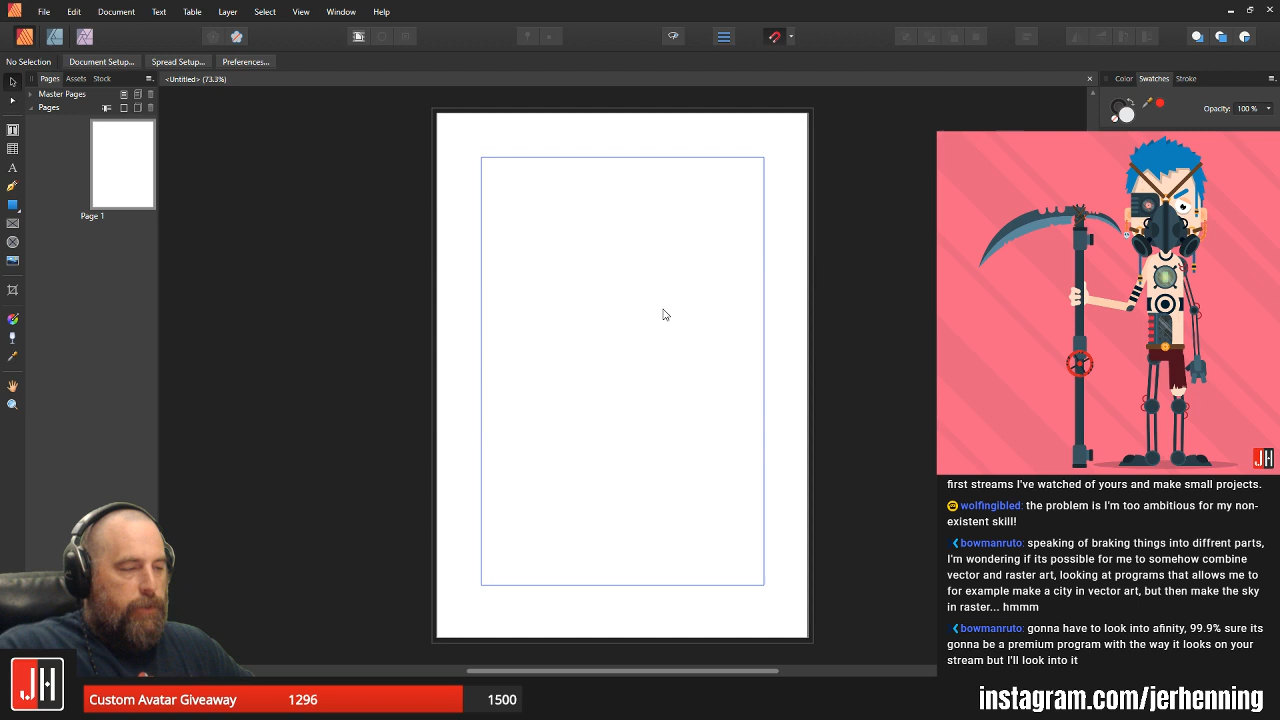 File Edit Document Text Table Layer Select View Window Help
No Selection Document Setup... Spread Setup... Preferences...
Pages Assets Stock
<Untitled> (73.3%)
Color Swatches Stroke
Master Pages
Pages
Opacity: 100 %
Page 1
JH
first streams I've watched of yours and make small projects.
wolfingibled: the problem is I'm too ambitious for my non-
existent skill!
bowmanruto: speaking of braking things into diffrent parts,
I'm wondering if its possible for me to somehow combine
vector and raster art, looking at programs that allows me to
for example make a city in vector art, but then make the sky
in raster... hmmm
bowmanruto: gonna have to look into afinity, 99.9% sure its
gonna be a premium program with the way it looks on your
stream but I'll look into it
JH
Custom Avatar Giveaway 1296 1500
instagram.com/jerhenning